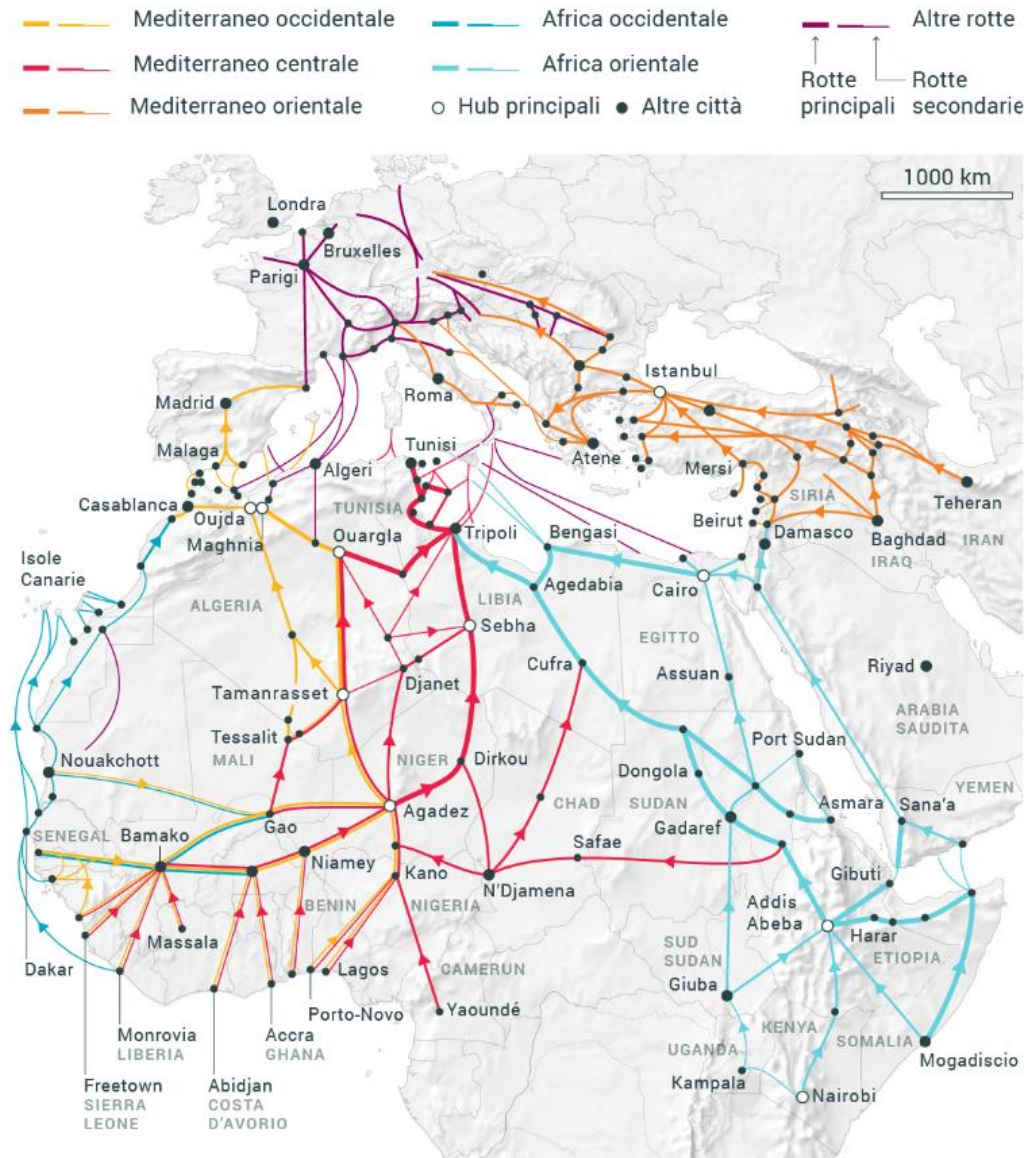 Mediterraneo occidentale
Africa occidentale
Altre rotte
Mediterraneo centrale
Africa orientale
Rotte
principali
Rotte
secondarie
Mediterraneo orientale
Hub principali
Altre città
1000 km
Londra
Bruxelles
Parigi
Istanbul
Roma
Madrid
Malaga
Tunisi
Atene
Algeri
Mersi
Teheran
Casablanca
SIRIA
TUNISIA
Oujda
Maghnia
Beirut
Damasco
Ouargla
Tripoli
Bengasi
Baghdad
IRAN
IRAQ
Isole
Canarie
Cairo
Agedabia
ALGERIA
LIBIA
Sebha
EGITTO
Cufra
Riyad
Djanet
Assuan
Tamanrasset
ARABIA
SAUDITA
Tessalit
Port Sudan
MALI
NIGER
Dirkou
Nouakchott
Dongola
YEMEN
CHAD
SUDAN
Asmara
Sana'a
Agadez
Gao
Gadaref
SENEGAL
Bamako
Niamey
Safae
Kano
Gibuti
N'Djamena
BENIN
NIGERIA
Addis
Abeba
Massala
Harar
SUD
SUDAN
ETIOPIA
Dakar
Lagos
CAMERUN
Giuba
Porto-Novo
Yaoundé
KENYA
Monrovia
LIBERIA
Accra
GHANA
SOMALIA
UGANDA
Mogadiscio
Kampala
Freetown
SIERRA
LEONE
Abidjan
COSTA
D'AVORIO
Nairobi